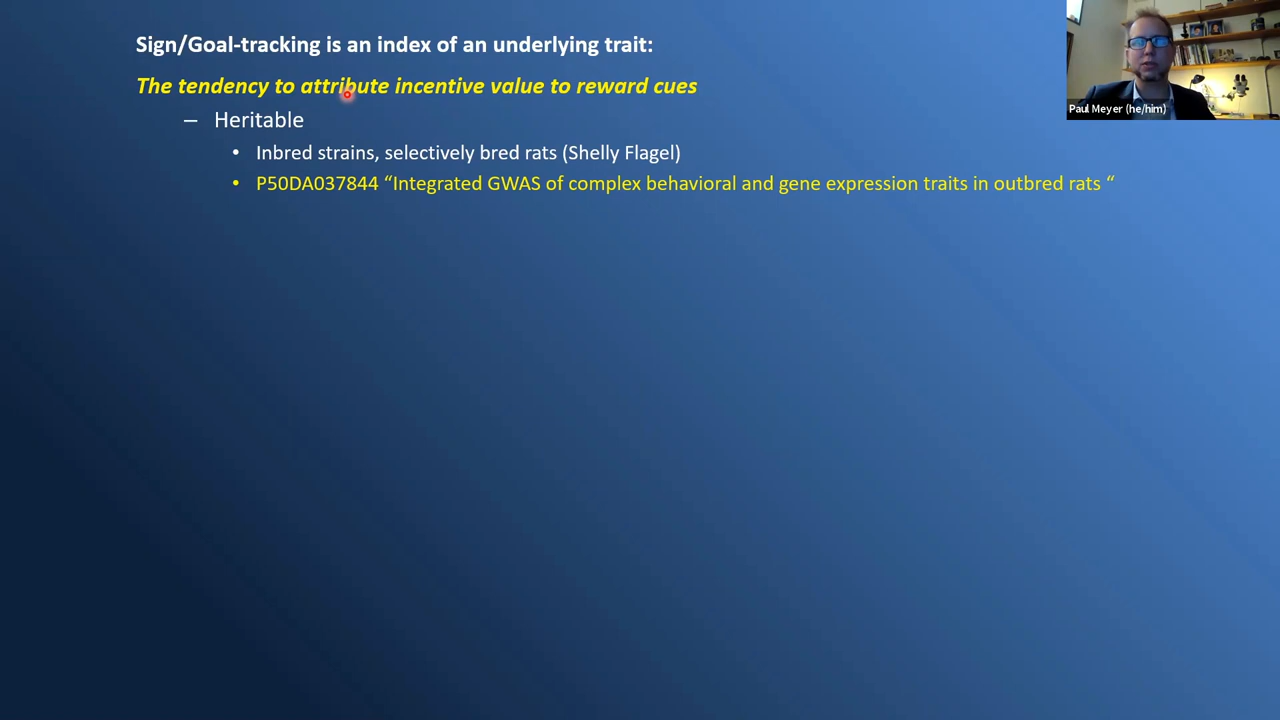 Sign/Goal-tracking is an index of an underlying trait:
The tendency to attribute incentive value to reward cues
– Heritable
• Inbred strains, selectively bred rats (Shelly Flagel)
• P50DA037844 “Integrated GWAS of complex behavioral and gene expression traits in outbred rats “
Paul Meyer (he/him)